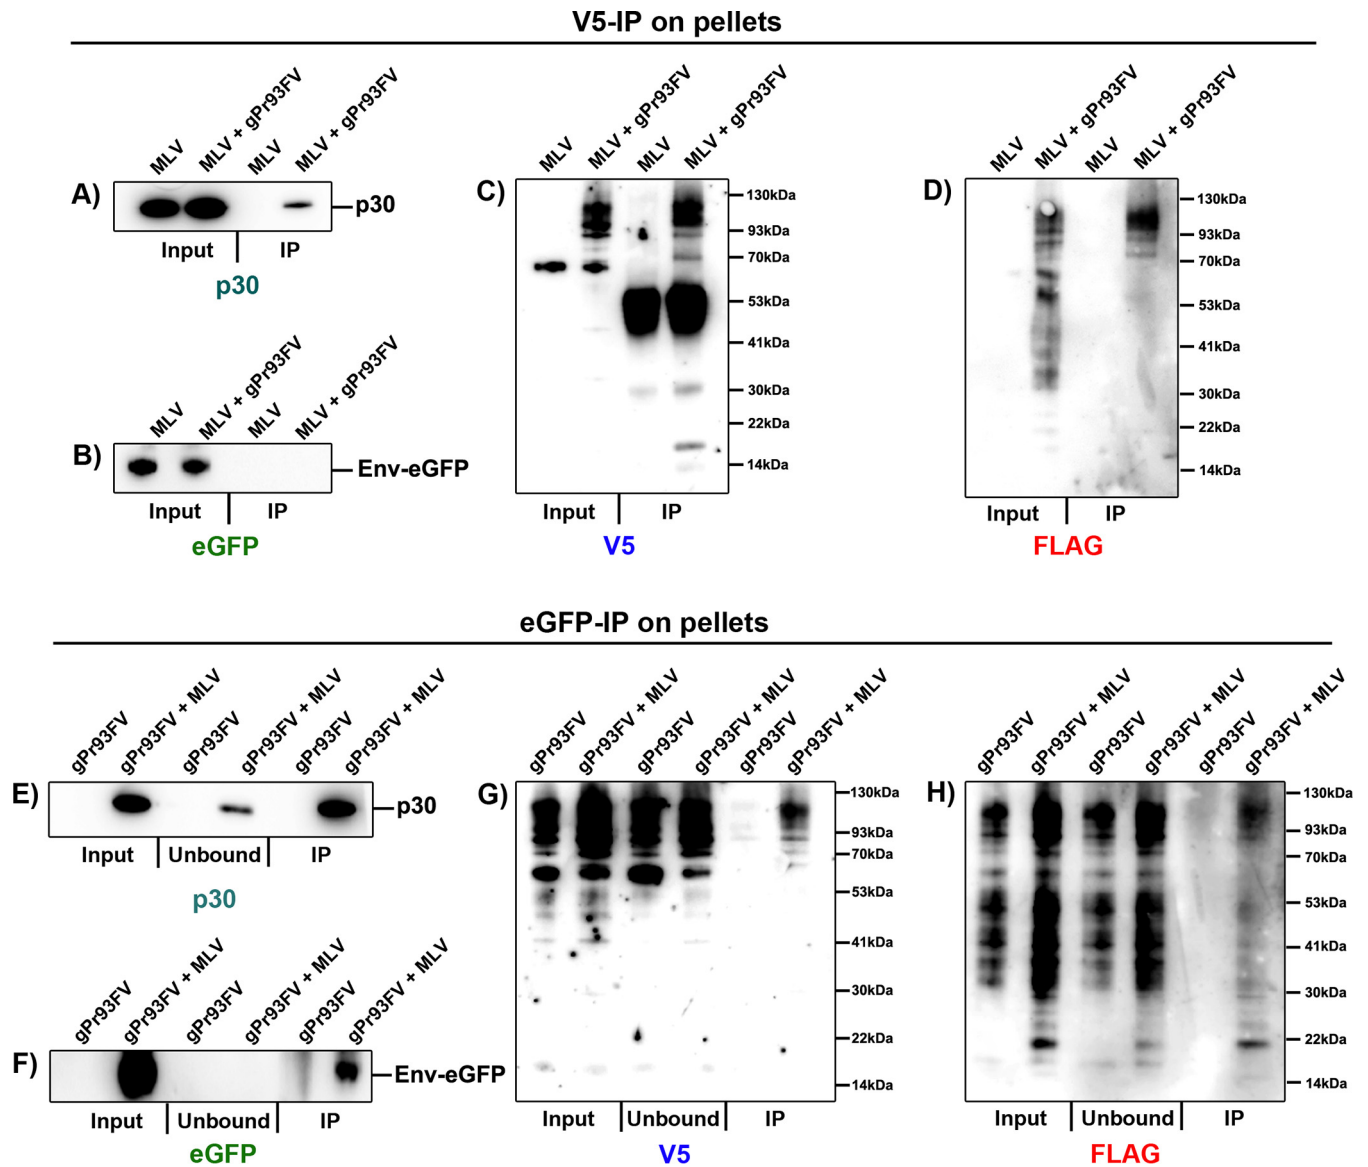 V5-IP on pellets
MLV
MLV + gPr93FV
MLV
MLV + gPr93FV
A)
p30
Input
IP
p30
MLV
MLV + gPr93FV
MLV
MLV + gPr93FV
B)
Env-eGFP
Input
IP
eGFP
MLV
MLV + gPr93FV
MLV
MLV + gPr93FV
C)
130kDa
93kDa
70kDa
53kDa
41kDa
30kDa
22kDa
14kDa
Input
IP
V5
MLV
MLV + gPr93FV
MLV
MLV + gPr93FV
D)
130kDa
93kDa
70kDa
53kDa
41kDa
30kDa
22kDa
14kDa
Input
IP
FLAG
eGFP-IP on pellets
gPr93FV
gPr93FV + MLV
gPr93FV
gPr93FV + MLV
gPr93FV
gPr93FV + MLV
E)
p30
Input
Unbound
IP
p30
gPr93FV
gPr93FV + MLV
gPr93FV
gPr93FV + MLV
gPr93FV
gPr93FV + MLV
F)
Env-eGFP
Input
Unbound
IP
eGFP
gPr93FV
gPr93FV + MLV
gPr93FV
gPr93FV + MLV
gPr93FV
gPr93FV + MLV
G)
130kDa
93kDa
70kDa
53kDa
41kDa
30kDa
22kDa
14kDa
Input
Unbound
IP
V5
gPr93FV
gPr93FV + MLV
gPr93FV
gPr93FV + MLV
gPr93FV
gPr93FV + MLV
H)
130kDa
93kDa
70kDa
53kDa
41kDa
30kDa
22kDa
14kDa
Input
Unbound
IP
FLAG